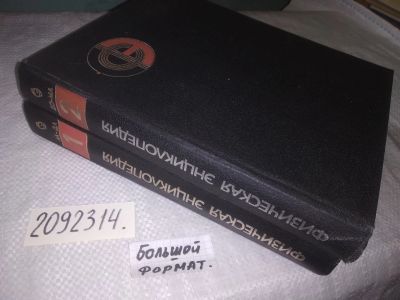 2
ФИЗИЧЕСКАЯ ЭНЦИКЛОПЕДИЯ
1
ФИЗИЧЕСКАЯ ЭНЦИКЛОПЕДИЯ
2092314.
БОЛЬШОЙ
ФОРМАТ.